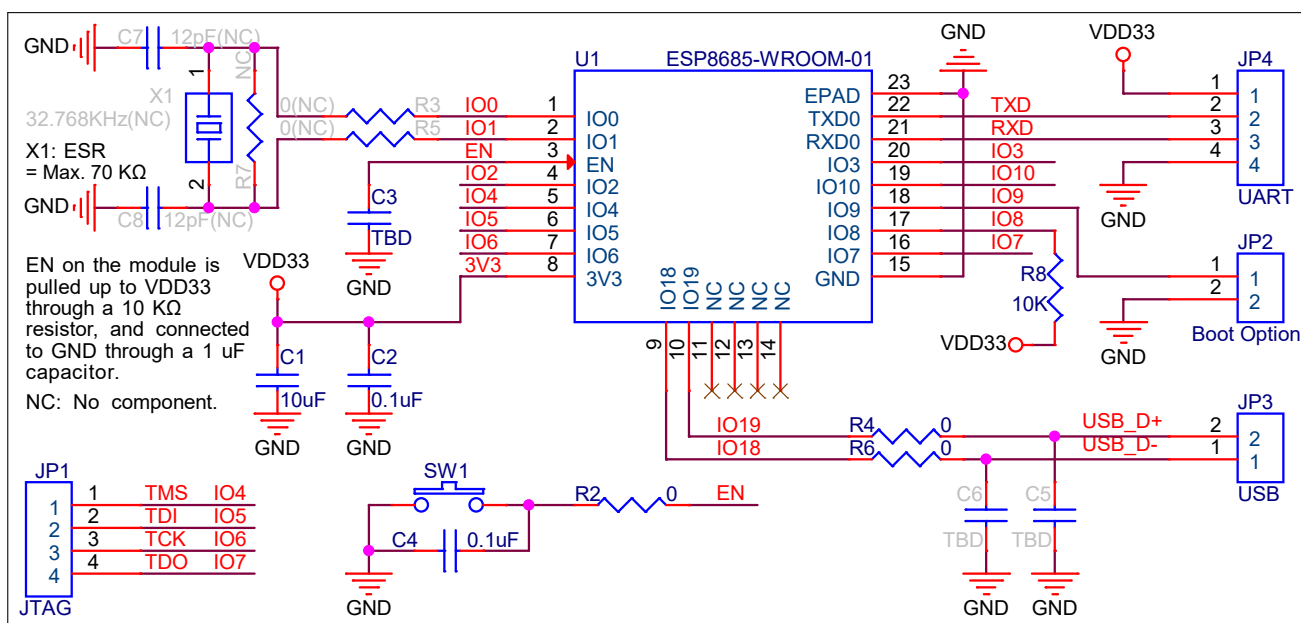 GND
C7
12pF(NC)
1
NC
X1
32.768KHz(NC)
X1: ESR
= Max. 70 KΩ
2
R7
GND
C8
12pF(NC)
0(NC)
R3
IO0
0(NC)
R5
IO1
EN
IO2
IO4
IO5
IO6
3V3
C3
TBD
GND
U1
ESP8685-WROOM-01
1
IO0
2
IO1
3
EN
4
IO2
5
IO4
6
IO5
7
IO6
8
3V3
GND
EPAD
23
TXD0
22
TXD
RXD0
21
RXD
IO3
20
IO3
IO10
19
IO10
IO9
18
IO9
IO8
17
IO8
IO7
16
IO7
GND
15
IO18
IO19
NC
NC
NC
NC
9
10
11
12
13
14
VDD33
JP4
1
1
2
2
3
3
4
4
UART
GND
JP2
1
1
2
2
Boot Option
GND
R8
10K
VDD33
EN on the module is
pulled up to VDD33
through a 10 KΩ
resistor, and connected
to GND through a 1 uF
capacitor.
NC: No component.
VDD33
C1
10uF
GND
C2
0.1uF
GND
IO19
R4
0
USB_D+
IO18
R6
0
USB_D-
JP3
2
2
1
1
USB
C6
TBD
GND
C5
TBD
GND
JP1
1
1
TMS
IO4
2
2
TDI
IO5
3
3
TCK
IO6
4
4
TDO
IO7
JTAG
SW1
R2
0
EN
C4
0.1uF
GND